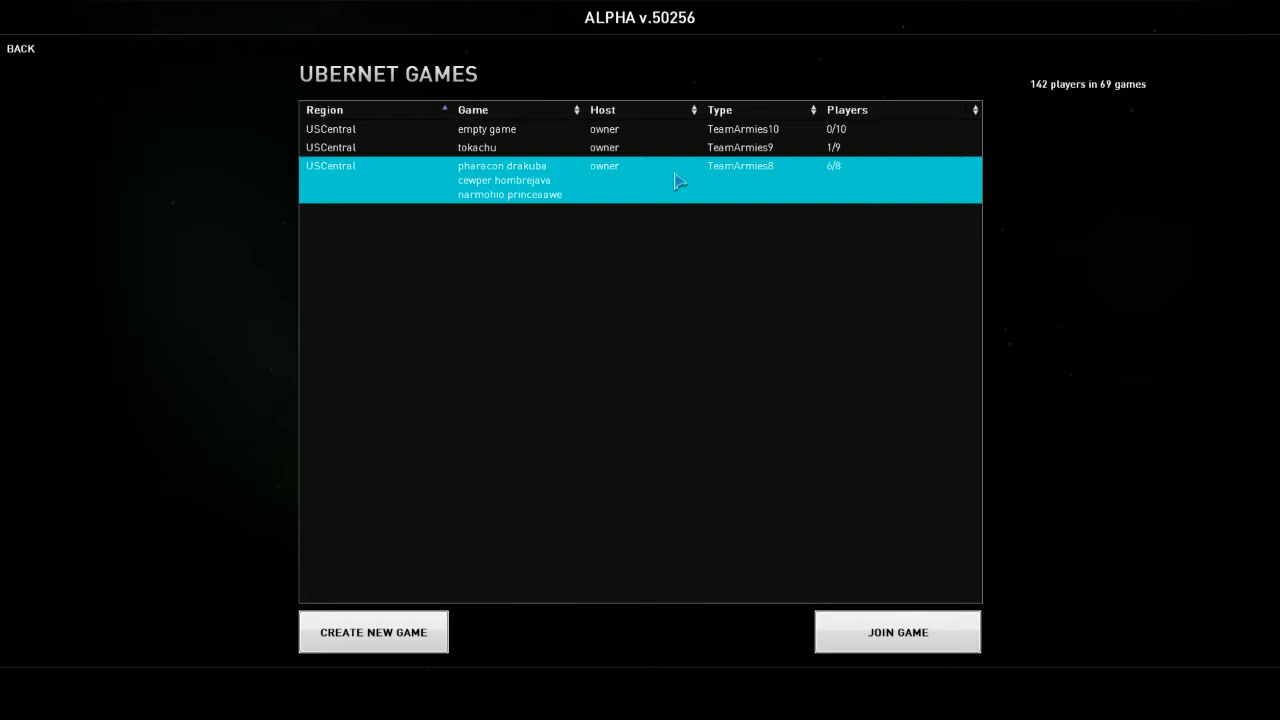 ALPHA v.50256
BACK
UBERNET GAMES
142 players in 69 games
Region Game Host Type Players
USCentral empty game owner TeamArmies10 0/10
USCentral tokachu owner TeamArmies9 1/9
USCentral pharacon drakuba owner TeamArmies8 6/8
cewper hombrejava
narmohio princeaawe
CREATE NEW GAME JOIN GAME